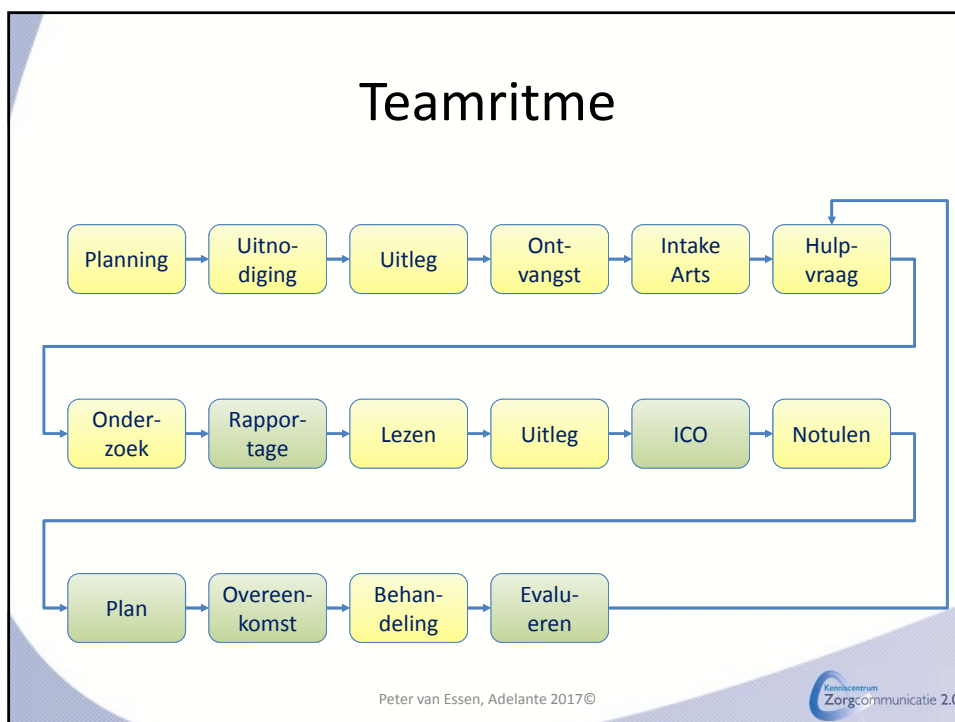 Teamritme
Planning
Uitno-
diging
Uitleg
Ont-
vangst
Intake
Arts
Hulp-
vraag
Onder-
zoek
Rappor-
tage
Lezen
Uitleg
ICO
Notulen
Plan
Overeen-
komst
Behan-
deling
Evalu-
eren
Peter van Essen, Adelante 2017©
Kenniscentrum
Zorgcommunicatie 2.0